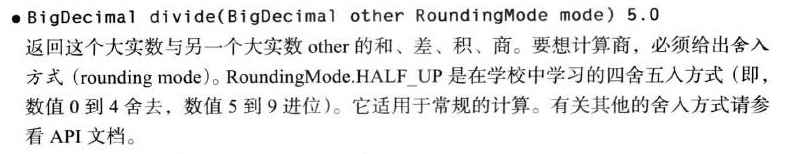 ● BigDecimal divide(BigDecimal other RoundingMode mode) 5.0
返回这个大实数与另一个大实数 other 的和、差、积、商。要想计算商，必须给出舍入
方式 (rounding mode)。RoundingMode.HALF_UP 是在学校中学习的四舍五入方式 (即，
数值 0 到 4 舍去，数值 5 到 9 进位)。它适用于常规的计算。有关其他的舍入方式请参
看 API 文档。